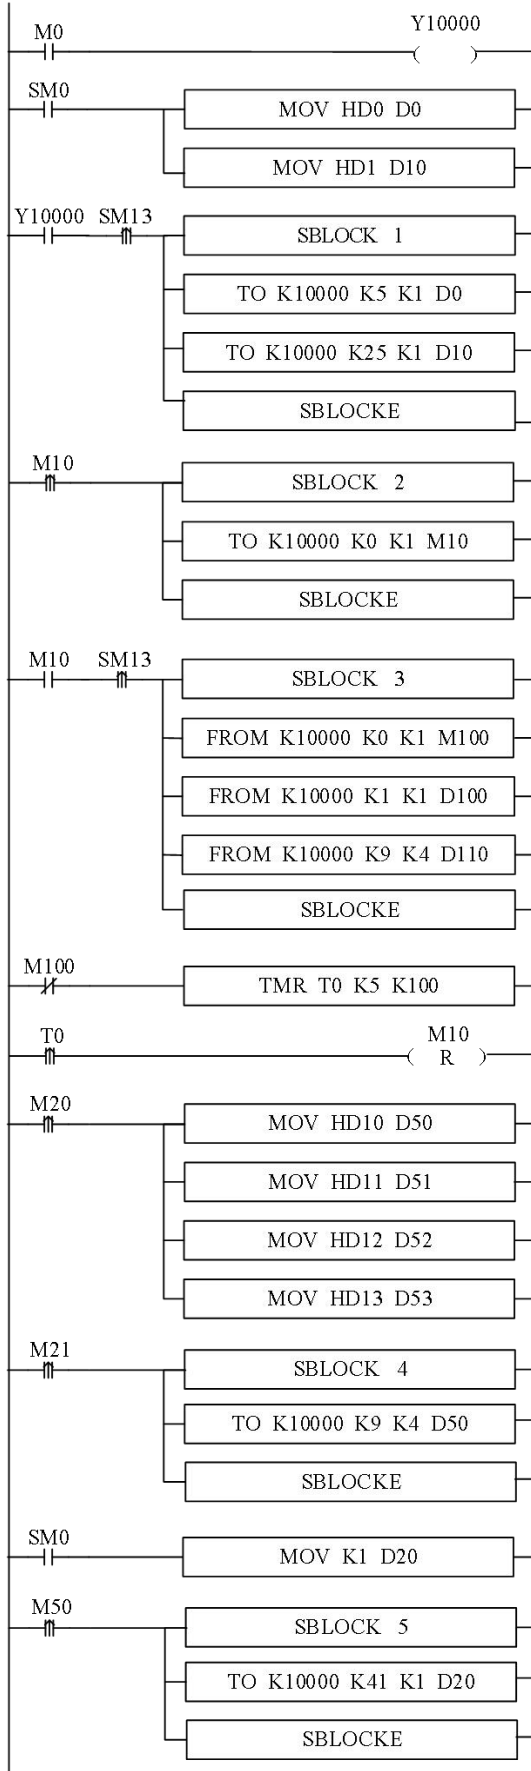 M0 Y10000
SM0
MOV HD0 D0
MOV HD1 D10
Y10000 SM13
SBLOCK 1
TO K10000 K5 K1 D0
TO K10000 K25 K1 D10
SBLOCKE
M10
SBLOCK 2
TO K10000 K0 K1 M10
SBLOCKE
M10 SM13
SBLOCK 3
FROM K10000 K0 K1 M100
FROM K10000 K1 K1 D100
FROM K10000 K9 K4 D110
SBLOCKE
M100
TMR T0 K5 K100
T0 M10
R
M20
MOV HD10 D50
MOV HD11 D51
MOV HD12 D52
MOV HD13 D53
M21
SBLOCK 4
TO K10000 K9 K4 D50
SBLOCKE
SM0
MOV K1 D20
M50
SBLOCK 5
TO K10000 K41 K1 D20
SBLOCKE